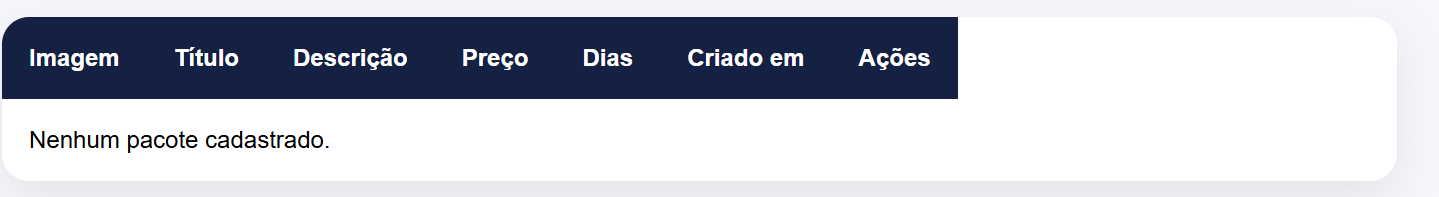 Imagem Título Descrição Preço Dias Criado em Ações
Nenhum pacote cadastrado.